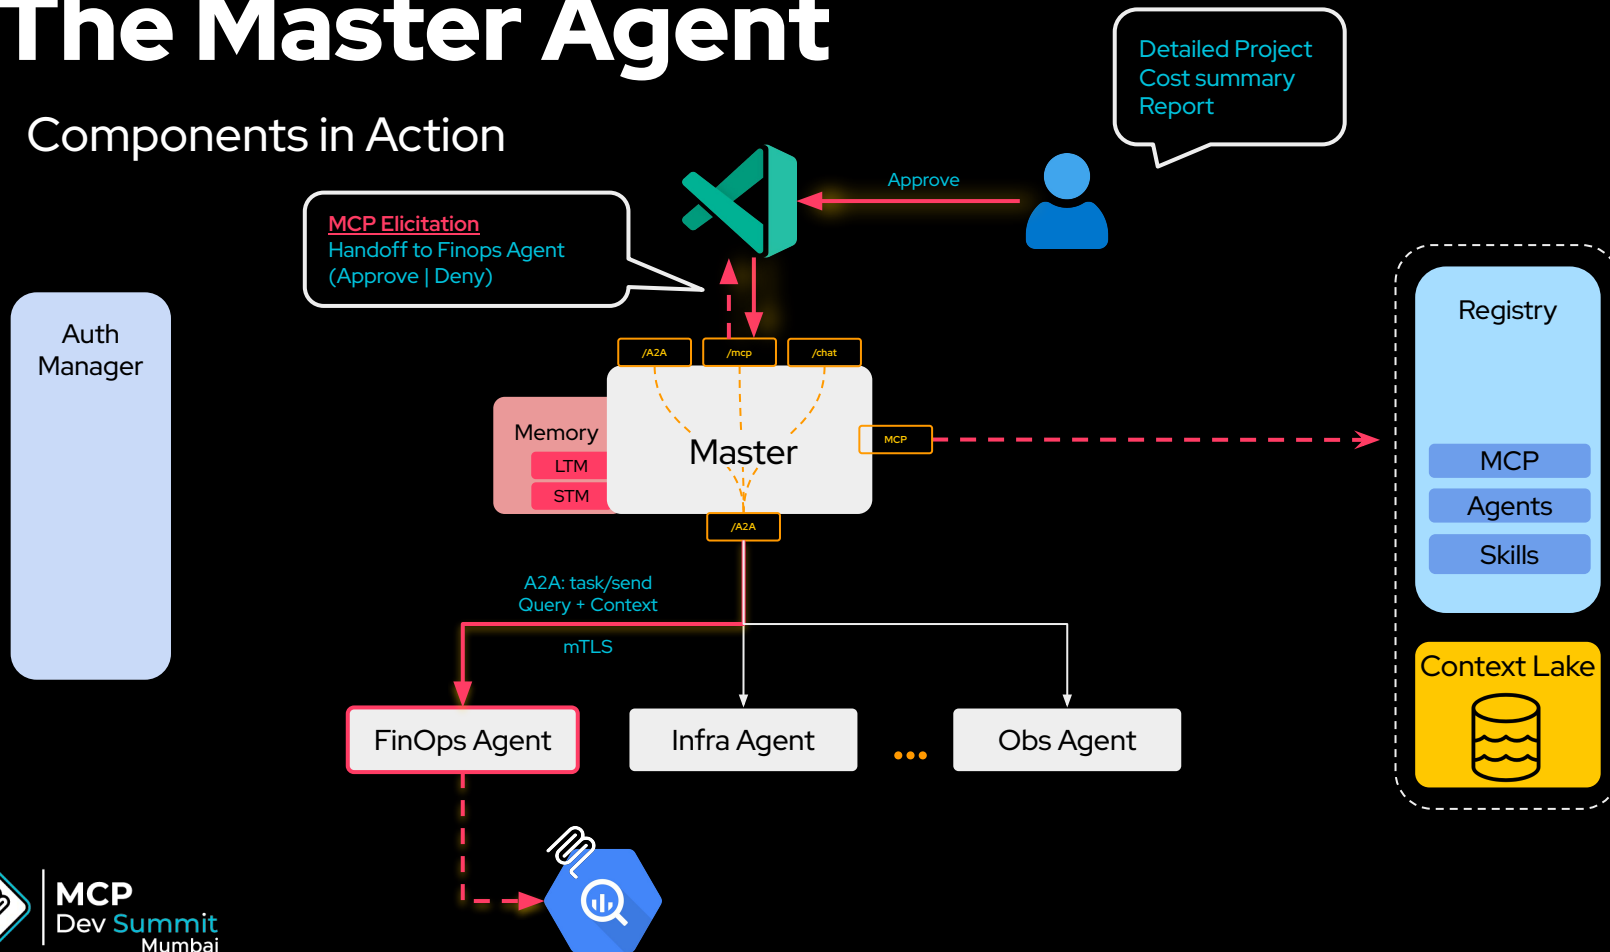 The Master Agent
Components in Action
Detailed Project
Cost summary
Report
Approve
MCP Elicitation
Handoff to Finops Agent
(Approve | Deny)
Auth
Manager
/A2A
/mcp
/chat
Memory
LTM
STM
Master
MCP
/A2A
Registry
MCP
Agents
Skills
Context Lake
A2A: task/send
Query + Context
mTLS
FinOps Agent
Infra Agent
...
Obs Agent
MCP
Dev Summit
Mumbai